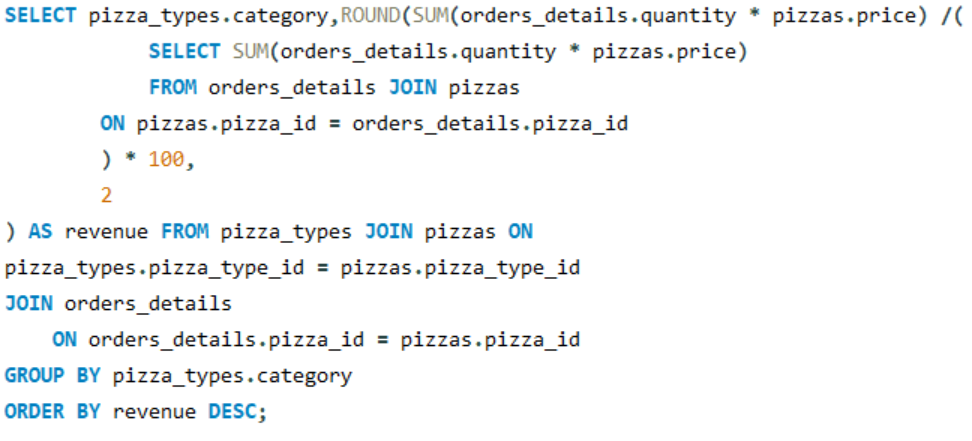 SELECT pizza_types.category,ROUND(SUM(orders_details.quantity * pizzas.price) /(
SELECT SUM(orders_details.quantity * pizzas.price)
FROM orders_details JOIN pizzas
ON pizzas.pizza_id = orders_details.pizza_id
) * 100,
2
) AS revenue FROM pizza_types JOIN pizzas ON
pizza_types.pizza_type_id = pizzas.pizza_type_id
JOIN orders_details
ON orders_details.pizza_id = pizzas.pizza_id
GROUP BY pizza_types.category
ORDER BY revenue DESC;